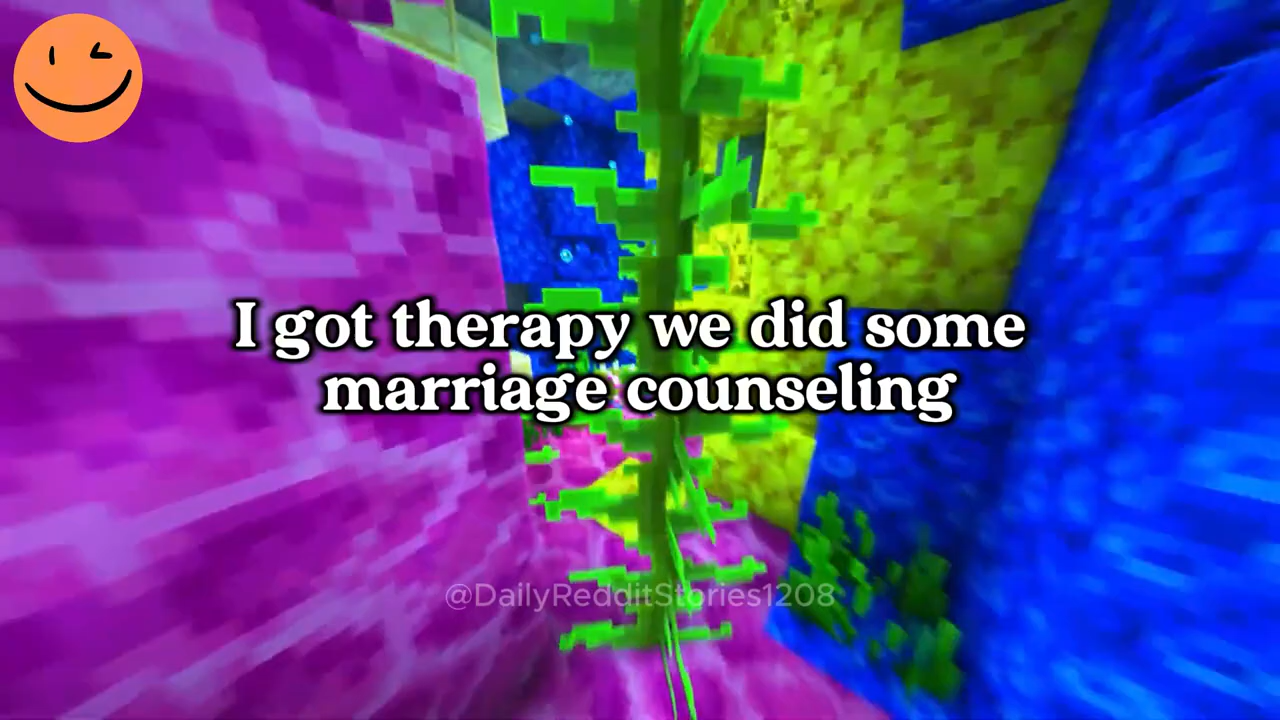 I got therapy we did some
marriage counseling
@DailyRedditStories1208